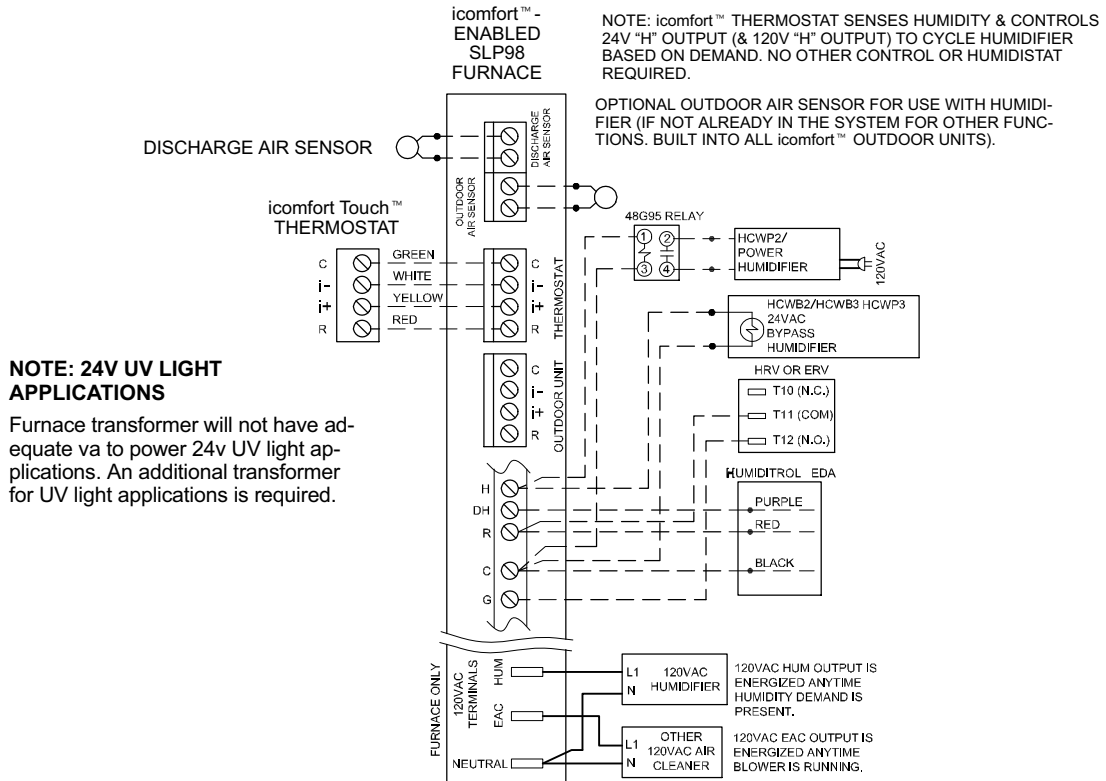 icomfort™-
ENABLED
SLP98
FURNACE
NOTE: icomfort™ THERMOSTAT SENSES HUMIDITY & CONTROLS
24V “H” OUTPUT (& 120V “H” OUTPUT) TO CYCLE HUMIDIFIER
BASED ON DEMAND. NO OTHER CONTROL OR HUMIDISTAT
REQUIRED.
OPTIONAL OUTDOOR AIR SENSOR FOR USE WITH HUMIDI-
FIER (IF NOT ALREADY IN THE SYSTEM FOR OTHER FUNC-
TIONS. BUILT INTO ALL icomfort™ OUTDOOR UNITS).
DISCHARGE AIR SENSOR
DISCHARGE
AIR SENSOR
OUTDOOR
AIR SENSOR
icomfort Touch™
THERMOSTAT
C
i-
i+
R
GREEN
WHITE
YELLOW
RED
C
i-
i+
R
THERMOSTAT
C
i-
i+
R
OUTDOOR UNIT
48G95 RELAY
1
2
3
4
HCWP2/
POWER
HUMIDIFIER
120VAC
HCWB2/HCWB3 HCWP3
24VAC
BYPASS
HUMIDIFIER
HRV OR ERV
T10 (N.C.)
T11 (COM)
T12 (N.O.)
NOTE: 24V UV LIGHT
APPLICATIONS
Furnace transformer will not have ad-
equate va to power 24v UV light ap-
plications. An additional transformer
for UV light applications is required.
H
DH
R
C
G
HUMIDITROL EDA
PURPLE
RED
BLACK
FURNACE ONLY
120VAC
TERMINALS
HUM
EAC
NEUTRAL
L1
N
120VAC
HUMIDIFIER
120VAC HUM OUTPUT IS
ENERGIZED ANYTIME
HUMIDITY DEMAND IS
PRESENT.
L1
N
OTHER
120VAC AIR
CLEANER
120VAC EAC OUTPUT IS
ENERGIZED ANYTIME
BLOWER IS RUNNING.